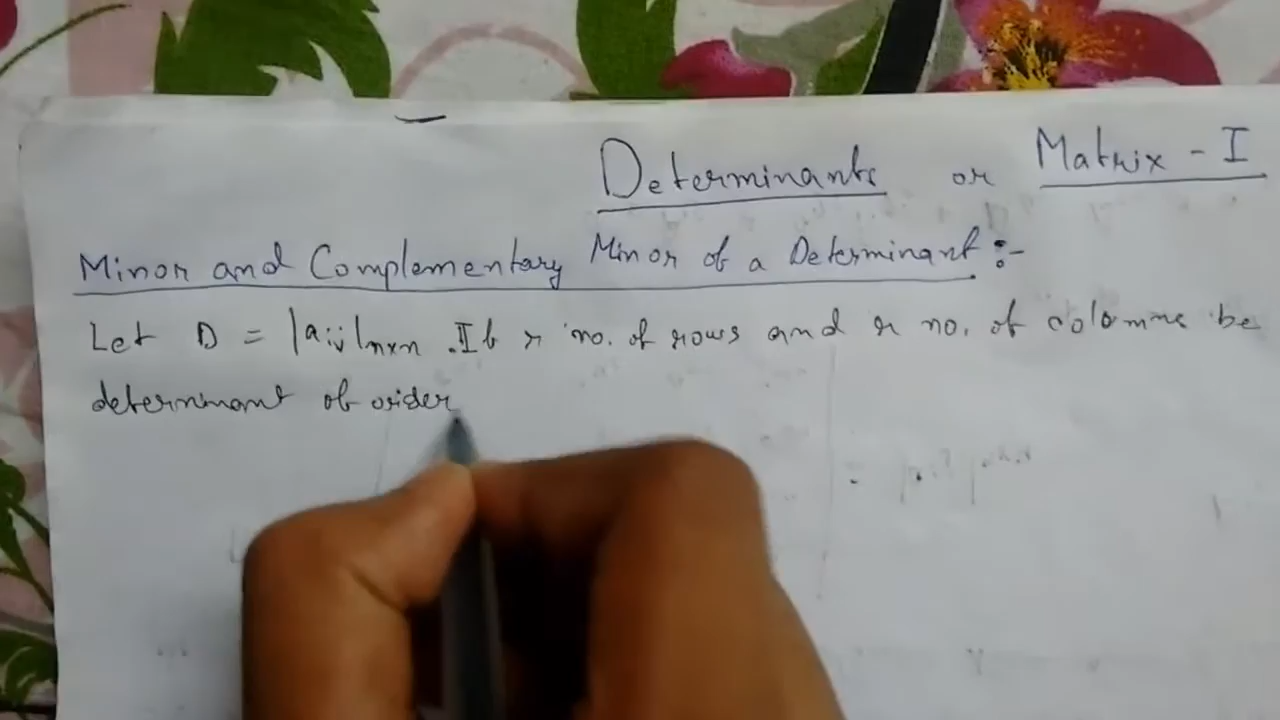 Determinants or Matrix - I
Minor and Complementary Minor of a Determinant :-
Let D = |aij|n×n . If r no. of rows and r no. of columns be
determinant of order